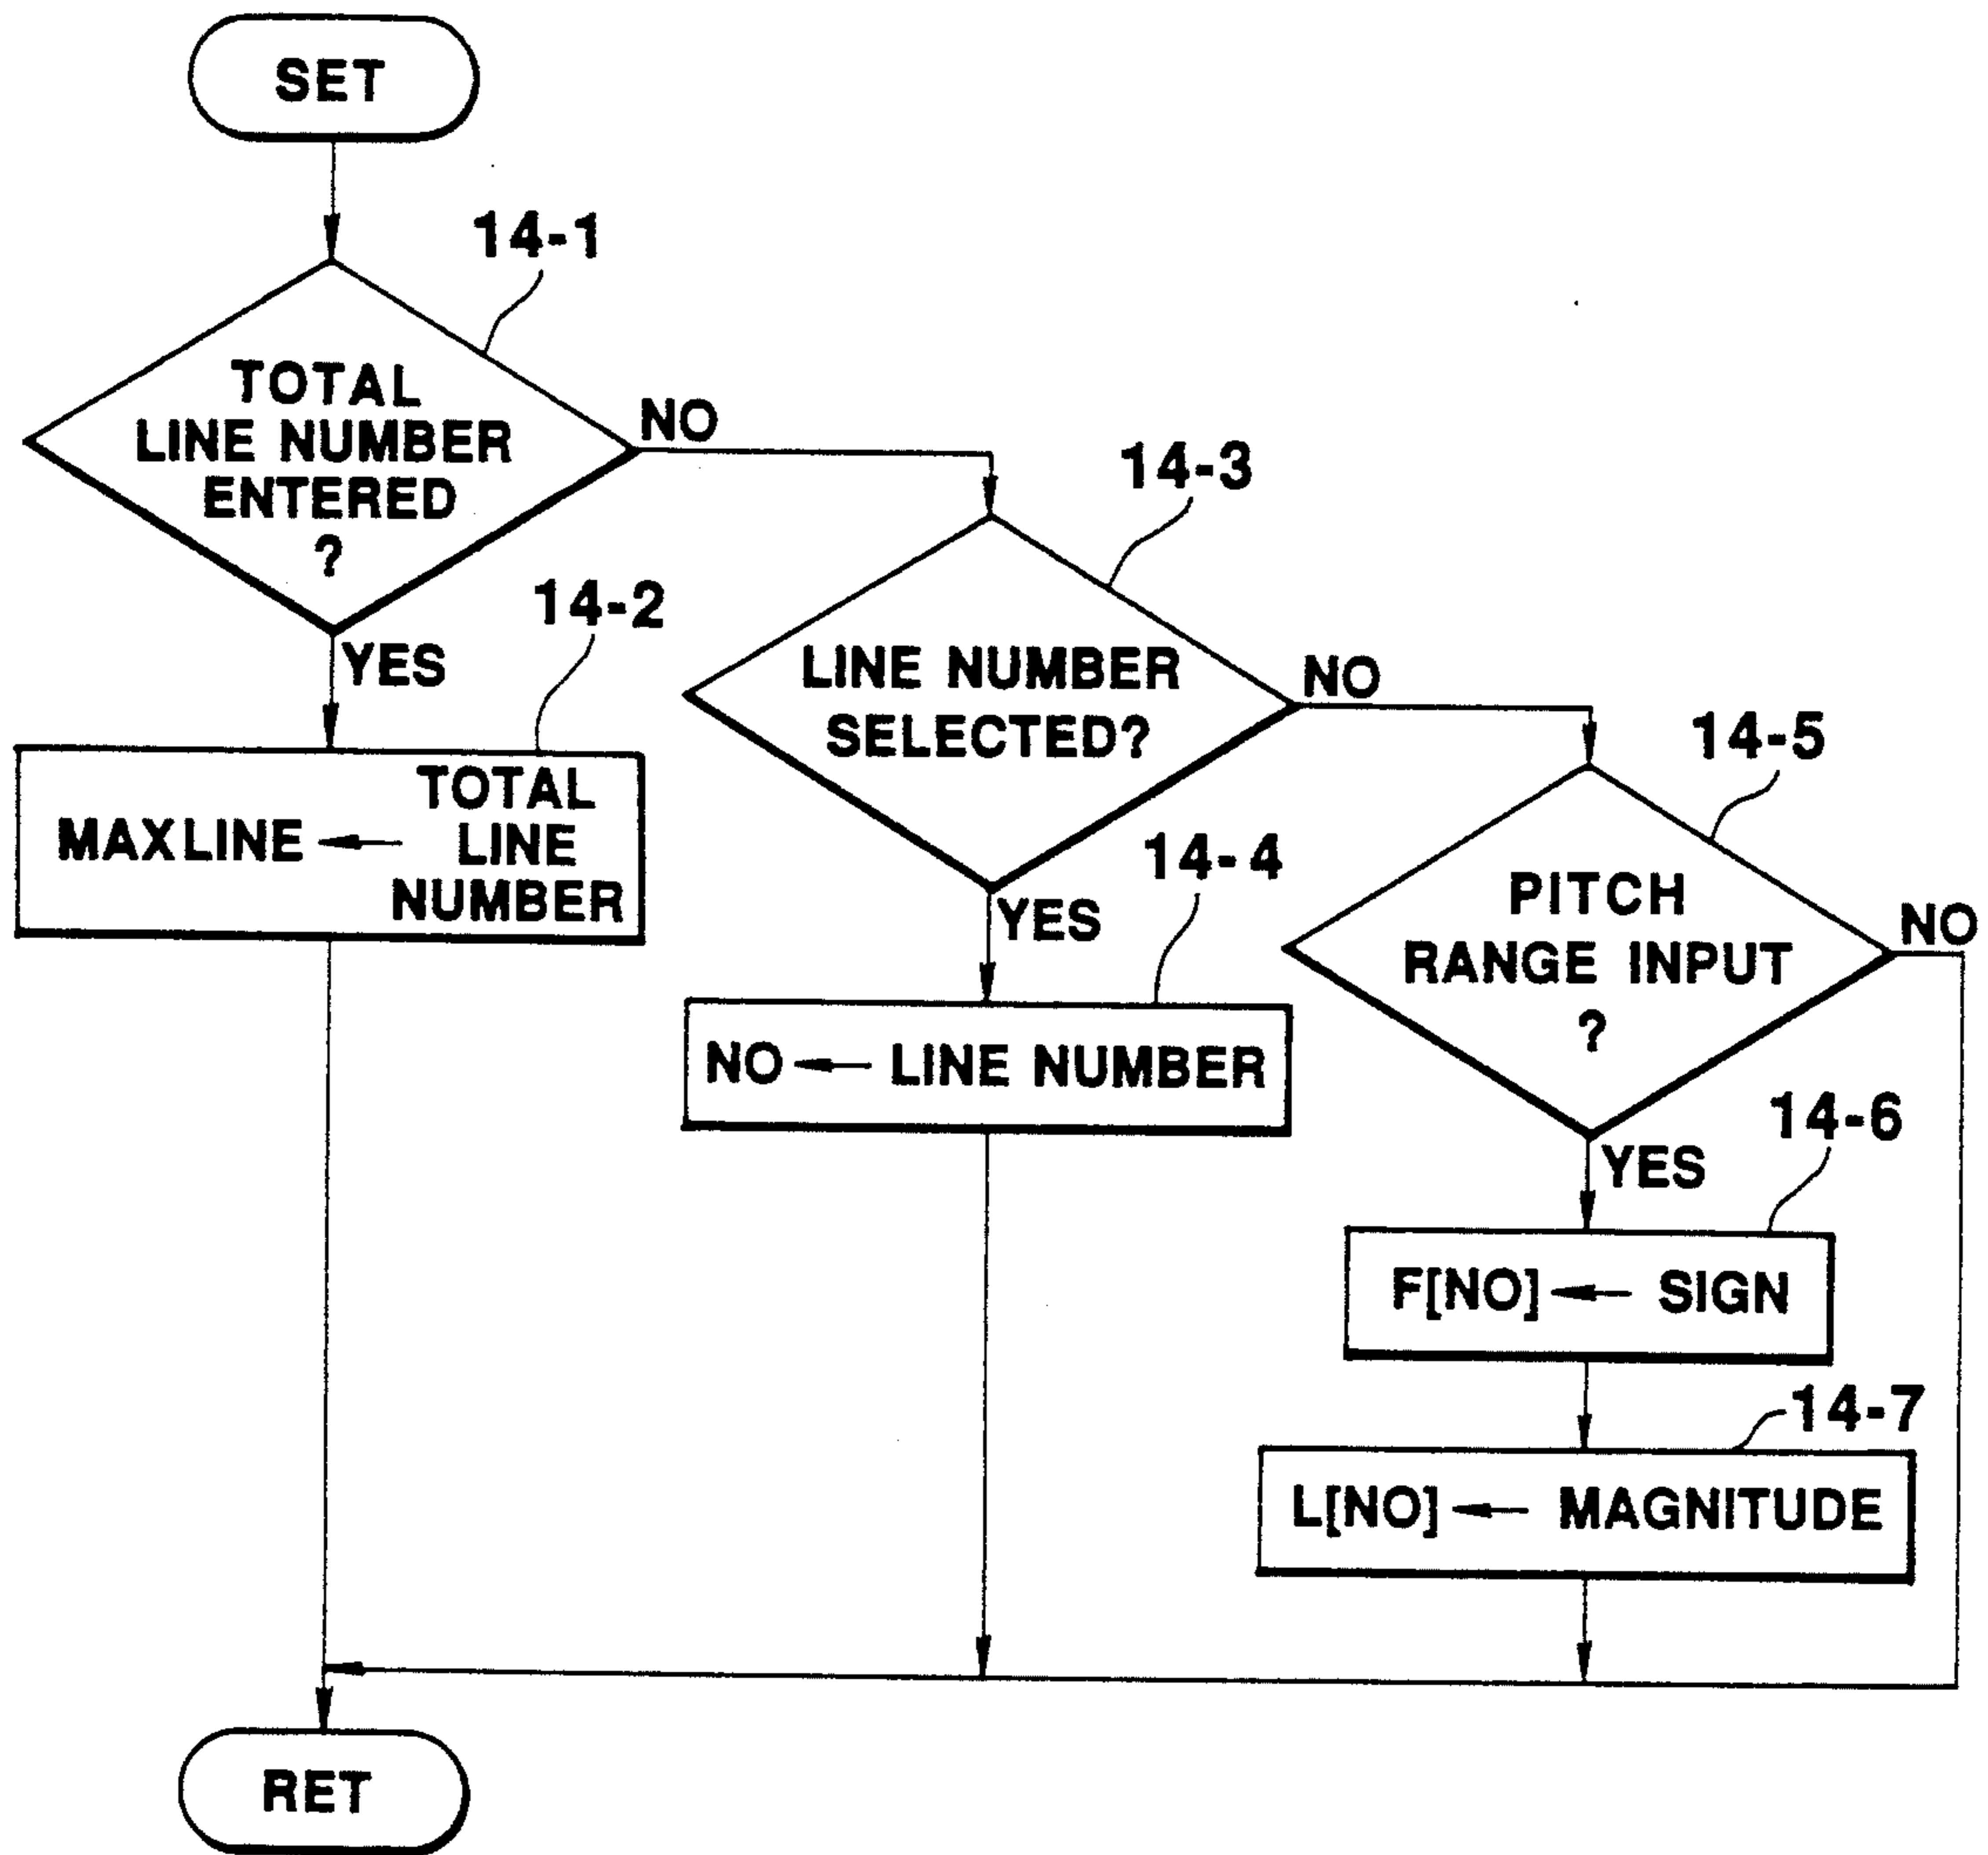 SET
14-1
TOTAL
LINE NUMBER
ENTERED
?
NO
YES
14-2
MAXLINE ← TOTAL
LINE
NUMBER
14-3
LINE NUMBER
SELECTED?
NO
YES
14-4
NO ← LINE NUMBER
14-5
PITCH
RANGE INPUT
?
NO
YES
14-6
F[NO] ← SIGN
14-7
L[NO] ← MAGNITUDE
RET